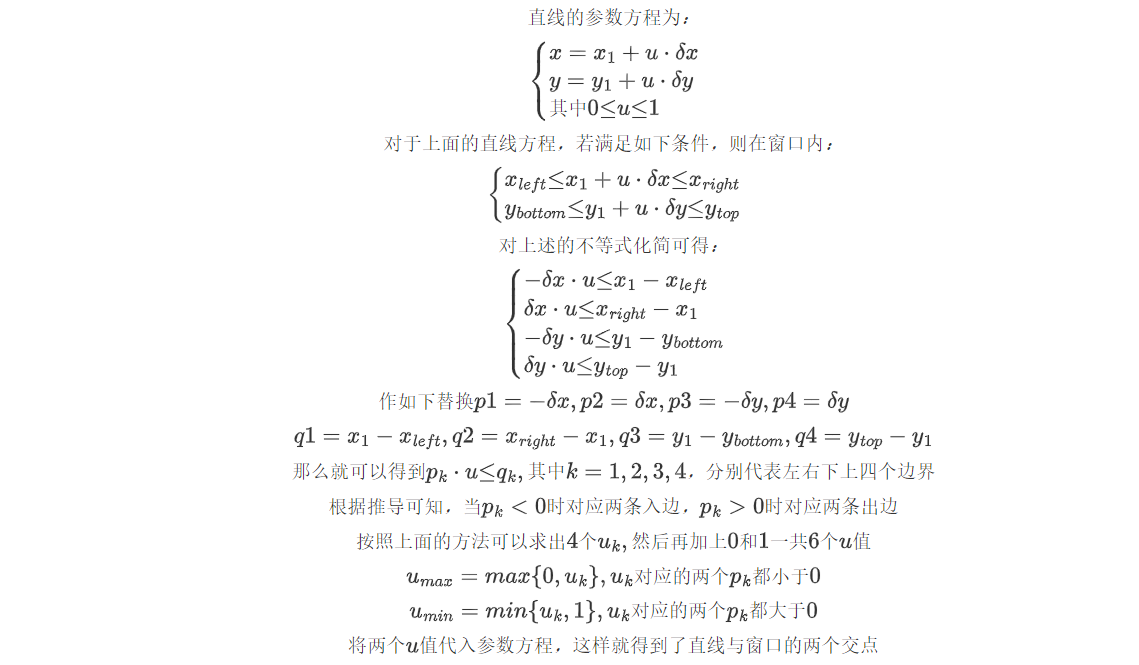 直线的参数方程为：
x = x₁ + u · δx
y = y₁ + u · δy
其中0≤u≤1
对于上面的直线方程，若满足如下条件，则在窗口内：
x_left≤x₁ + u · δx≤x_right
y_bottom≤y₁ + u · δy≤y_top
对上述的不等式化简可得：
−δx · u≤x₁ − x_left
δx · u≤x_right − x₁
−δy · u≤y₁ − y_bottom
δy · u≤y_top − y₁
作如下替换p1 = −δx, p2 = δx, p3 = −δy, p4 = δy
q1 = x₁ − x_left, q2 = x_right − x₁, q3 = y₁ − y_bottom, q4 = y_top − y₁
那么就可以得到p_k · u≤q_k, 其中k = 1, 2, 3, 4，分别代表左右下上四个边界
根据推导可知，当p_k < 0时对应两条入边，p_k > 0时对应两条出边
按照上面的方法可以求出4个u_k, 然后再加上0和1一共6个u值
u_max = max{0, u_k}, u_k对应的两个p_k都小于0
u_min = min{u_k, 1}, u_k对应的两个p_k都大于0
将两个u值代入参数方程，这样就得到了直线与窗口的两个交点